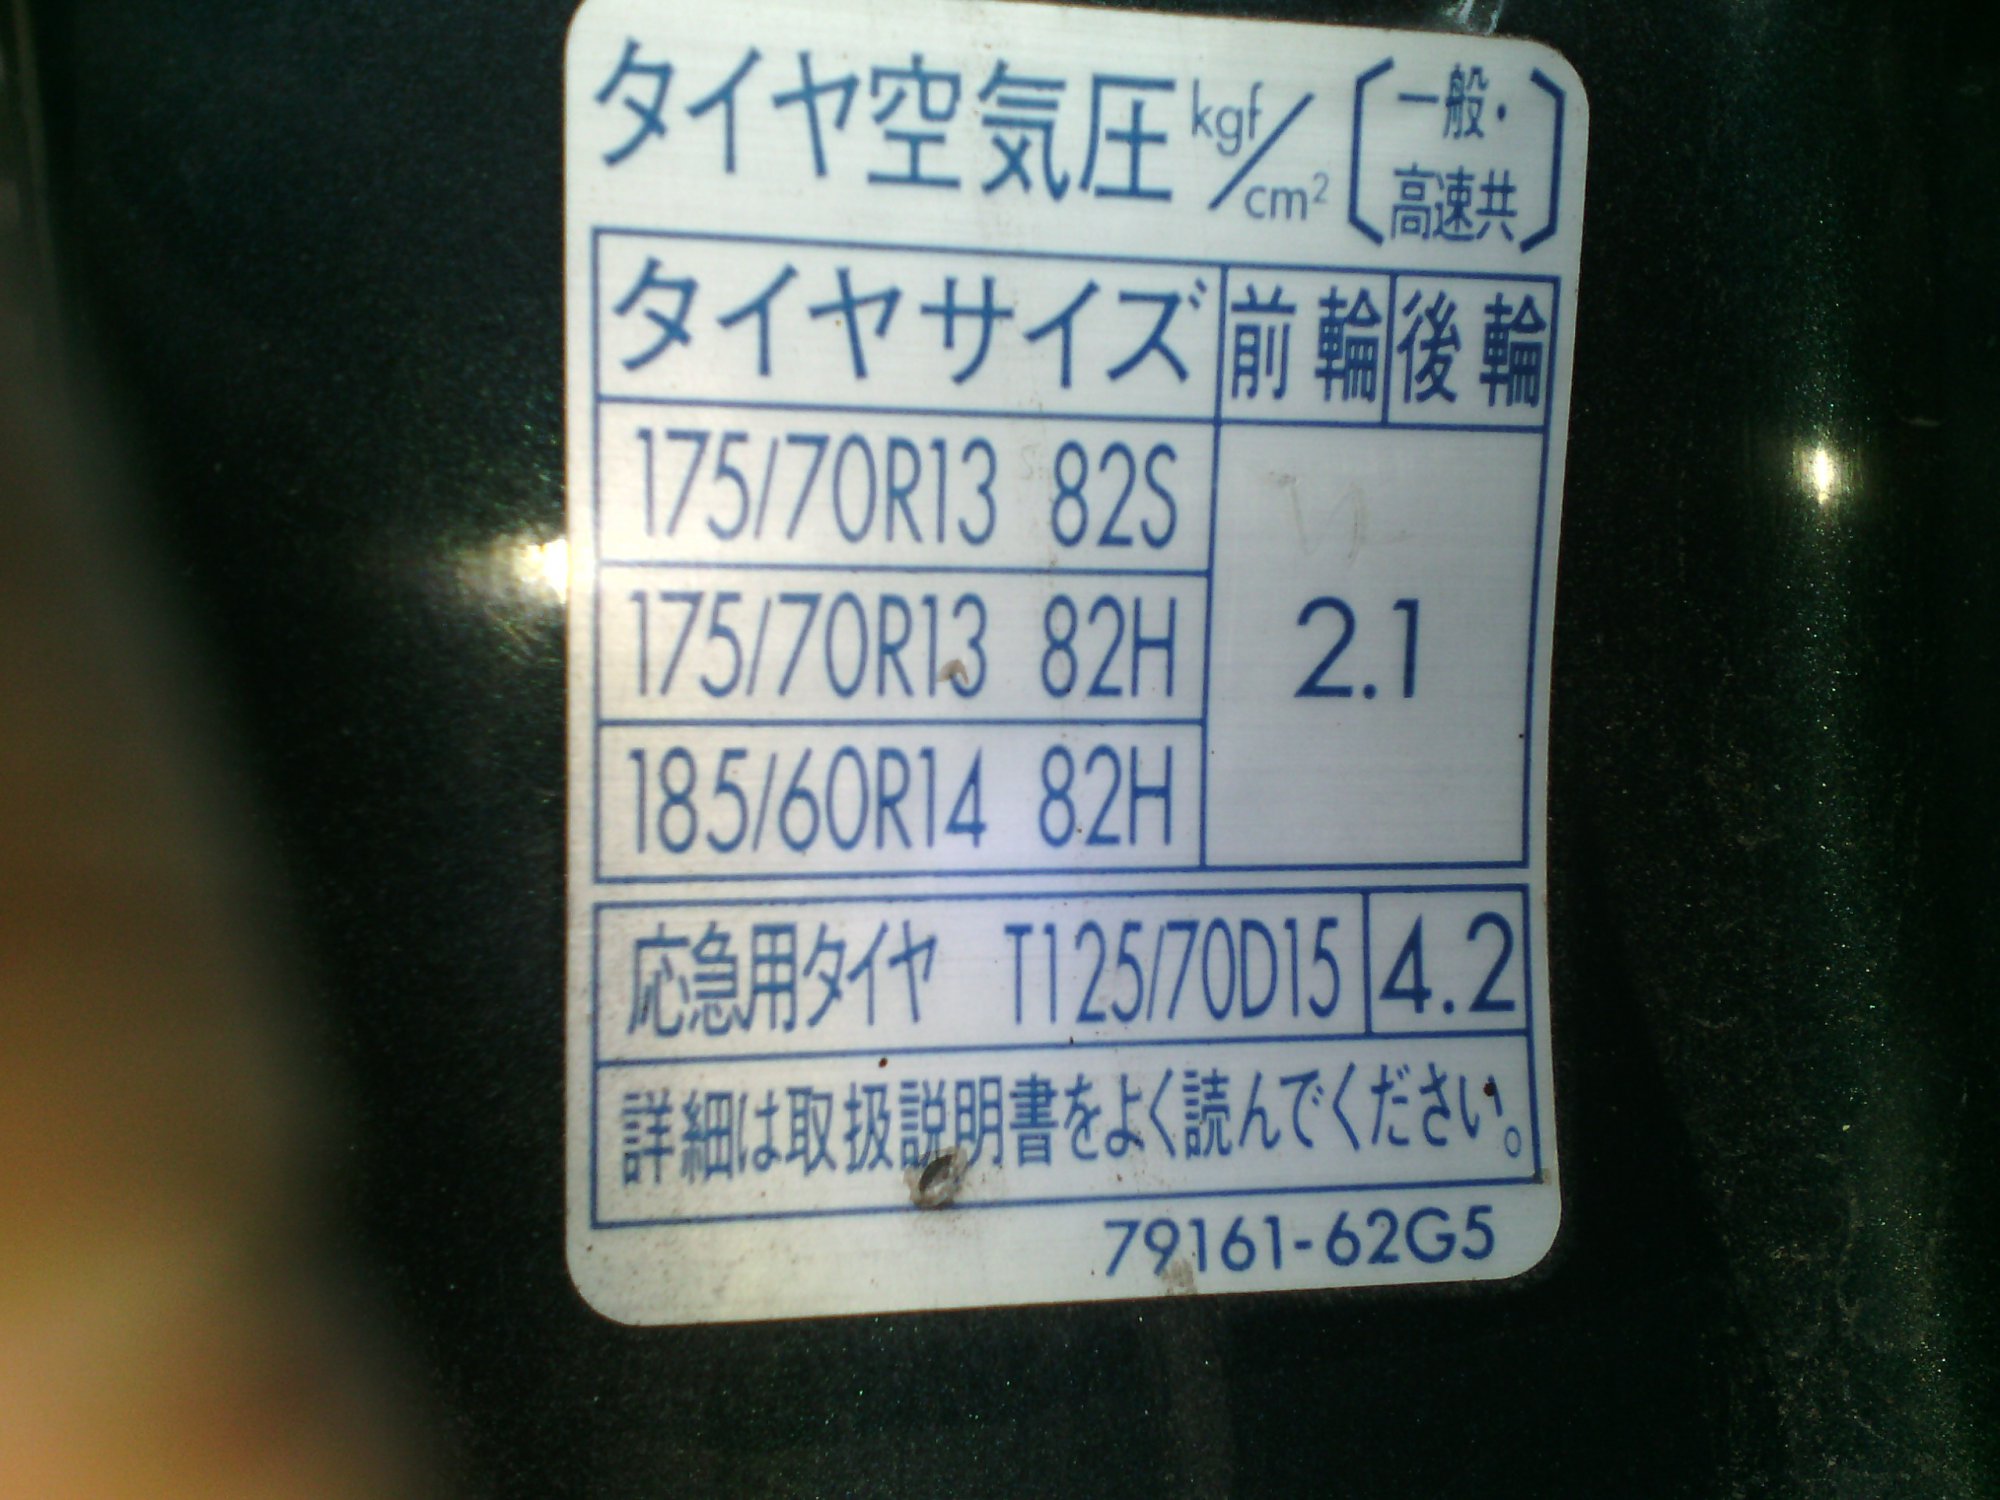 タイヤ空気圧 kgf/cm² 〔一般・
高速共〕
タイヤサイズ 前輪 後輪
175/70R13 82S
175/70R13 82H 2.1
185/60R14 82H
応急用タイヤ T125/70D15 4.2
詳細は取扱説明書をよく読んでください。
79161-62G5